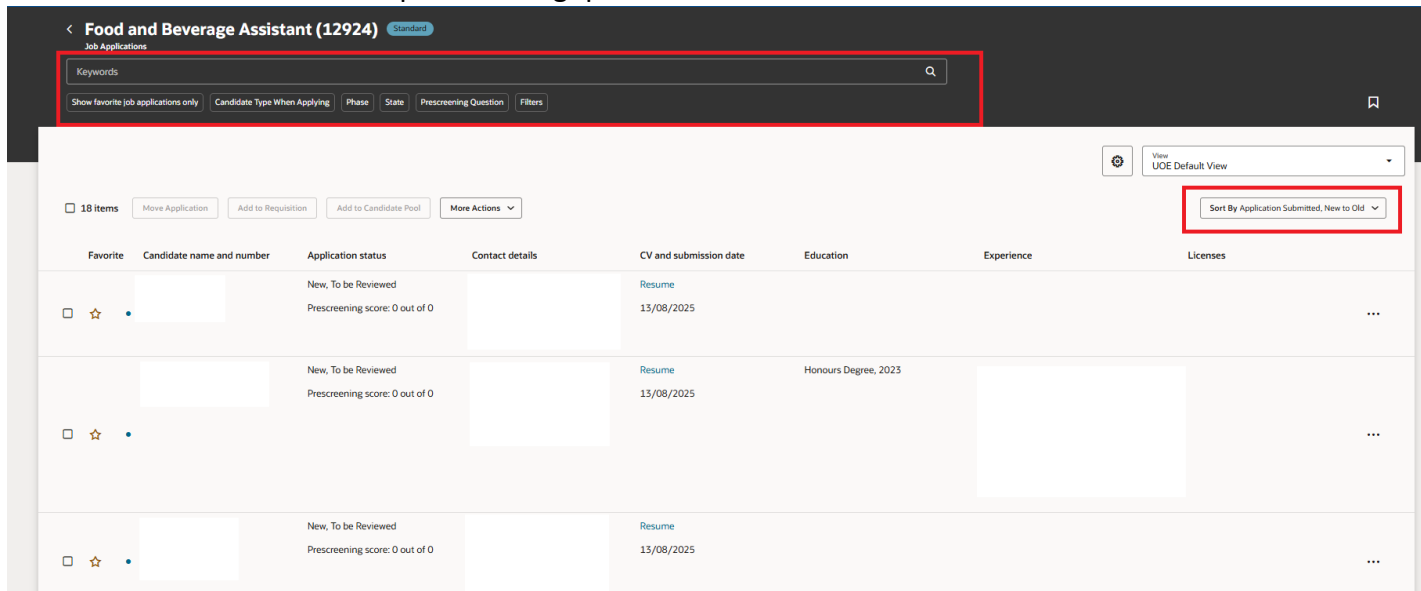 Food and Beverage Assistant (12924) Standard
Job Applications
Keywords
Show favorite job applications only Candidate Type When Applying Phase State Prescreening Question Filters
View
UOE Default View
18 items Move Application Add to Requisition Add to Candidate Pool More Actions Sort By Application Submitted, New to Old
Favorite Candidate name and number Application status Contact details CV and submission date Education Experience Licenses
New, To be Reviewed Resume
Prescreening score: 0 out of 0 13/08/2025
New, To be Reviewed Resume Honours Degree, 2023
Prescreening score: 0 out of 0 13/08/2025
New, To be Reviewed Resume
Prescreening score: 0 out of 0 13/08/2025